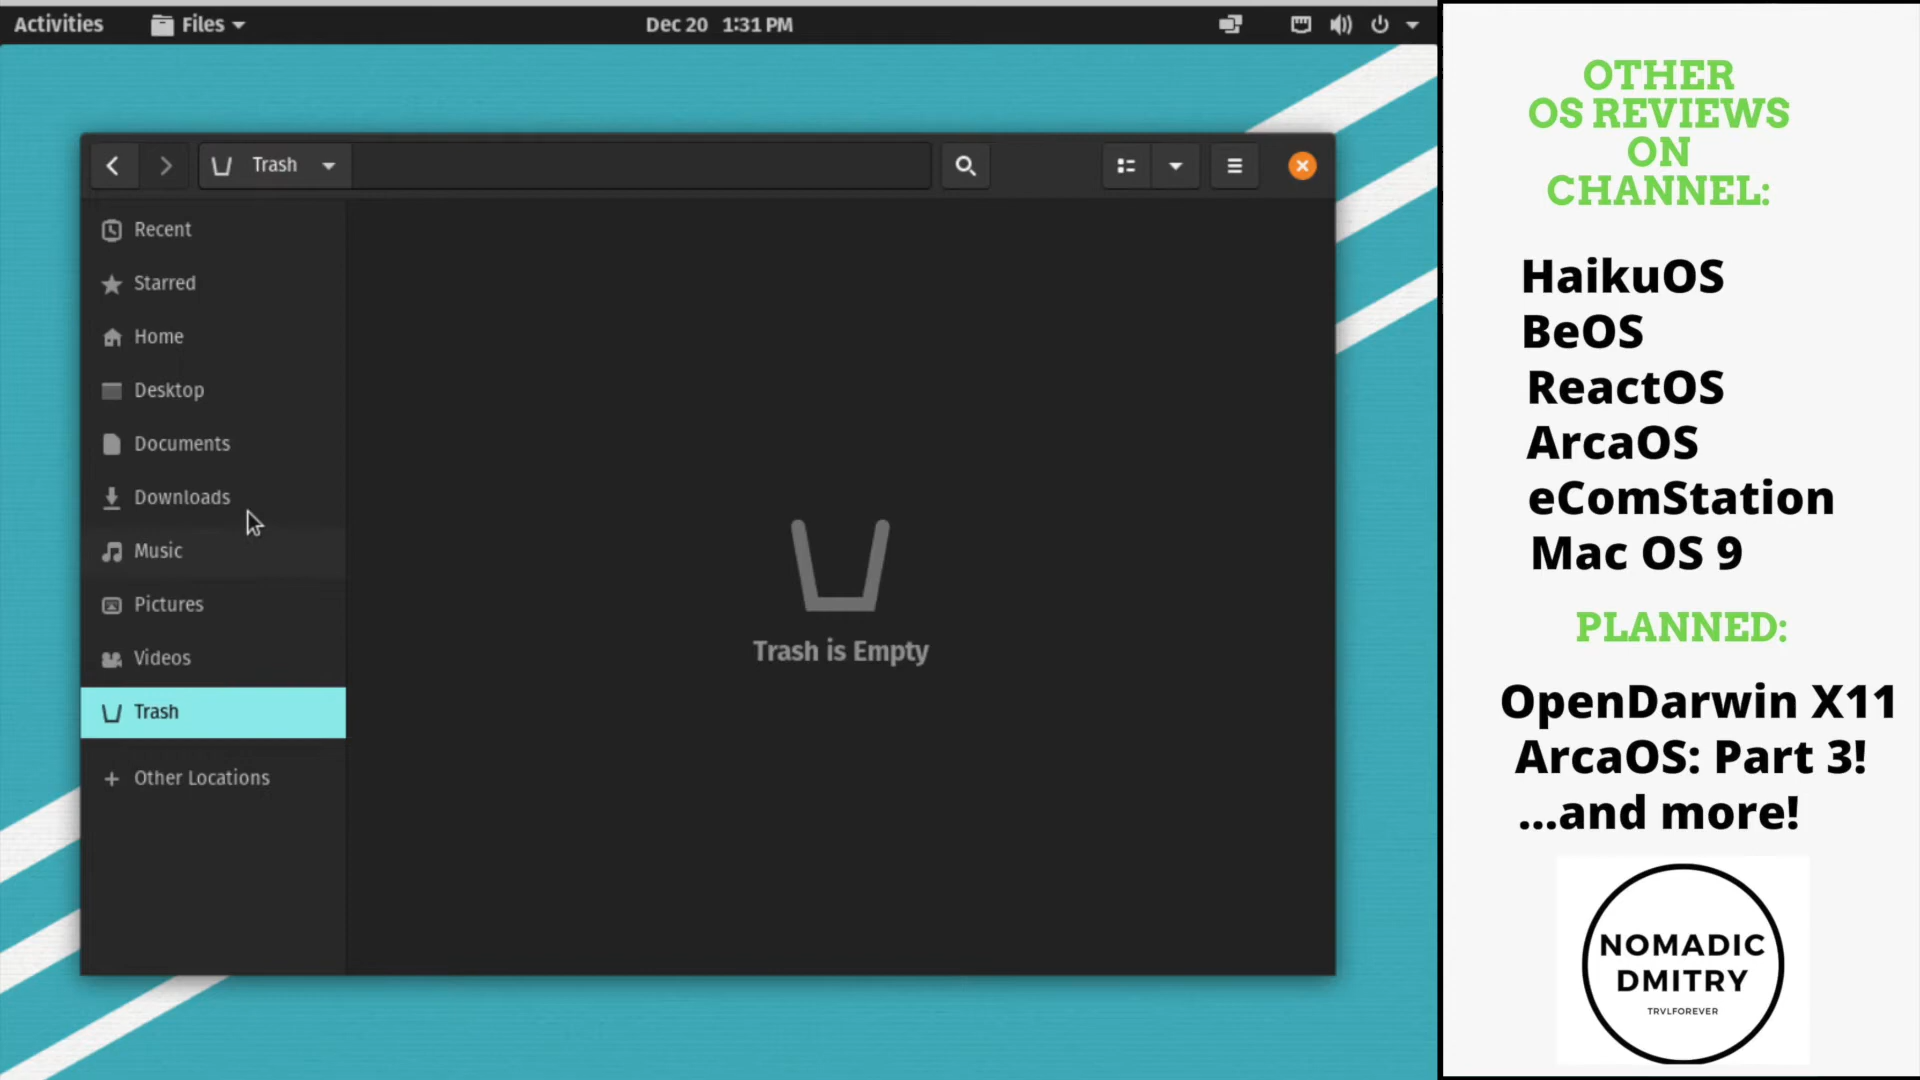 Activities
Files
Dec 20 1:31 PM
Trash
Recent
Starred
Home
Desktop
Documents
Downloads
Music
Pictures
Videos
Trash
Other Locations
Trash is Empty
OTHER
OS REVIEWS
ON
CHANNEL:
HaikuOS
BeOS
ReactOS
ArcaOS
eComStation
Mac OS 9
PLANNED:
OpenDarwin X11
ArcaOS: Part 3!
...and more!
NOMADIC
DMITRY
TRVLFOREVER